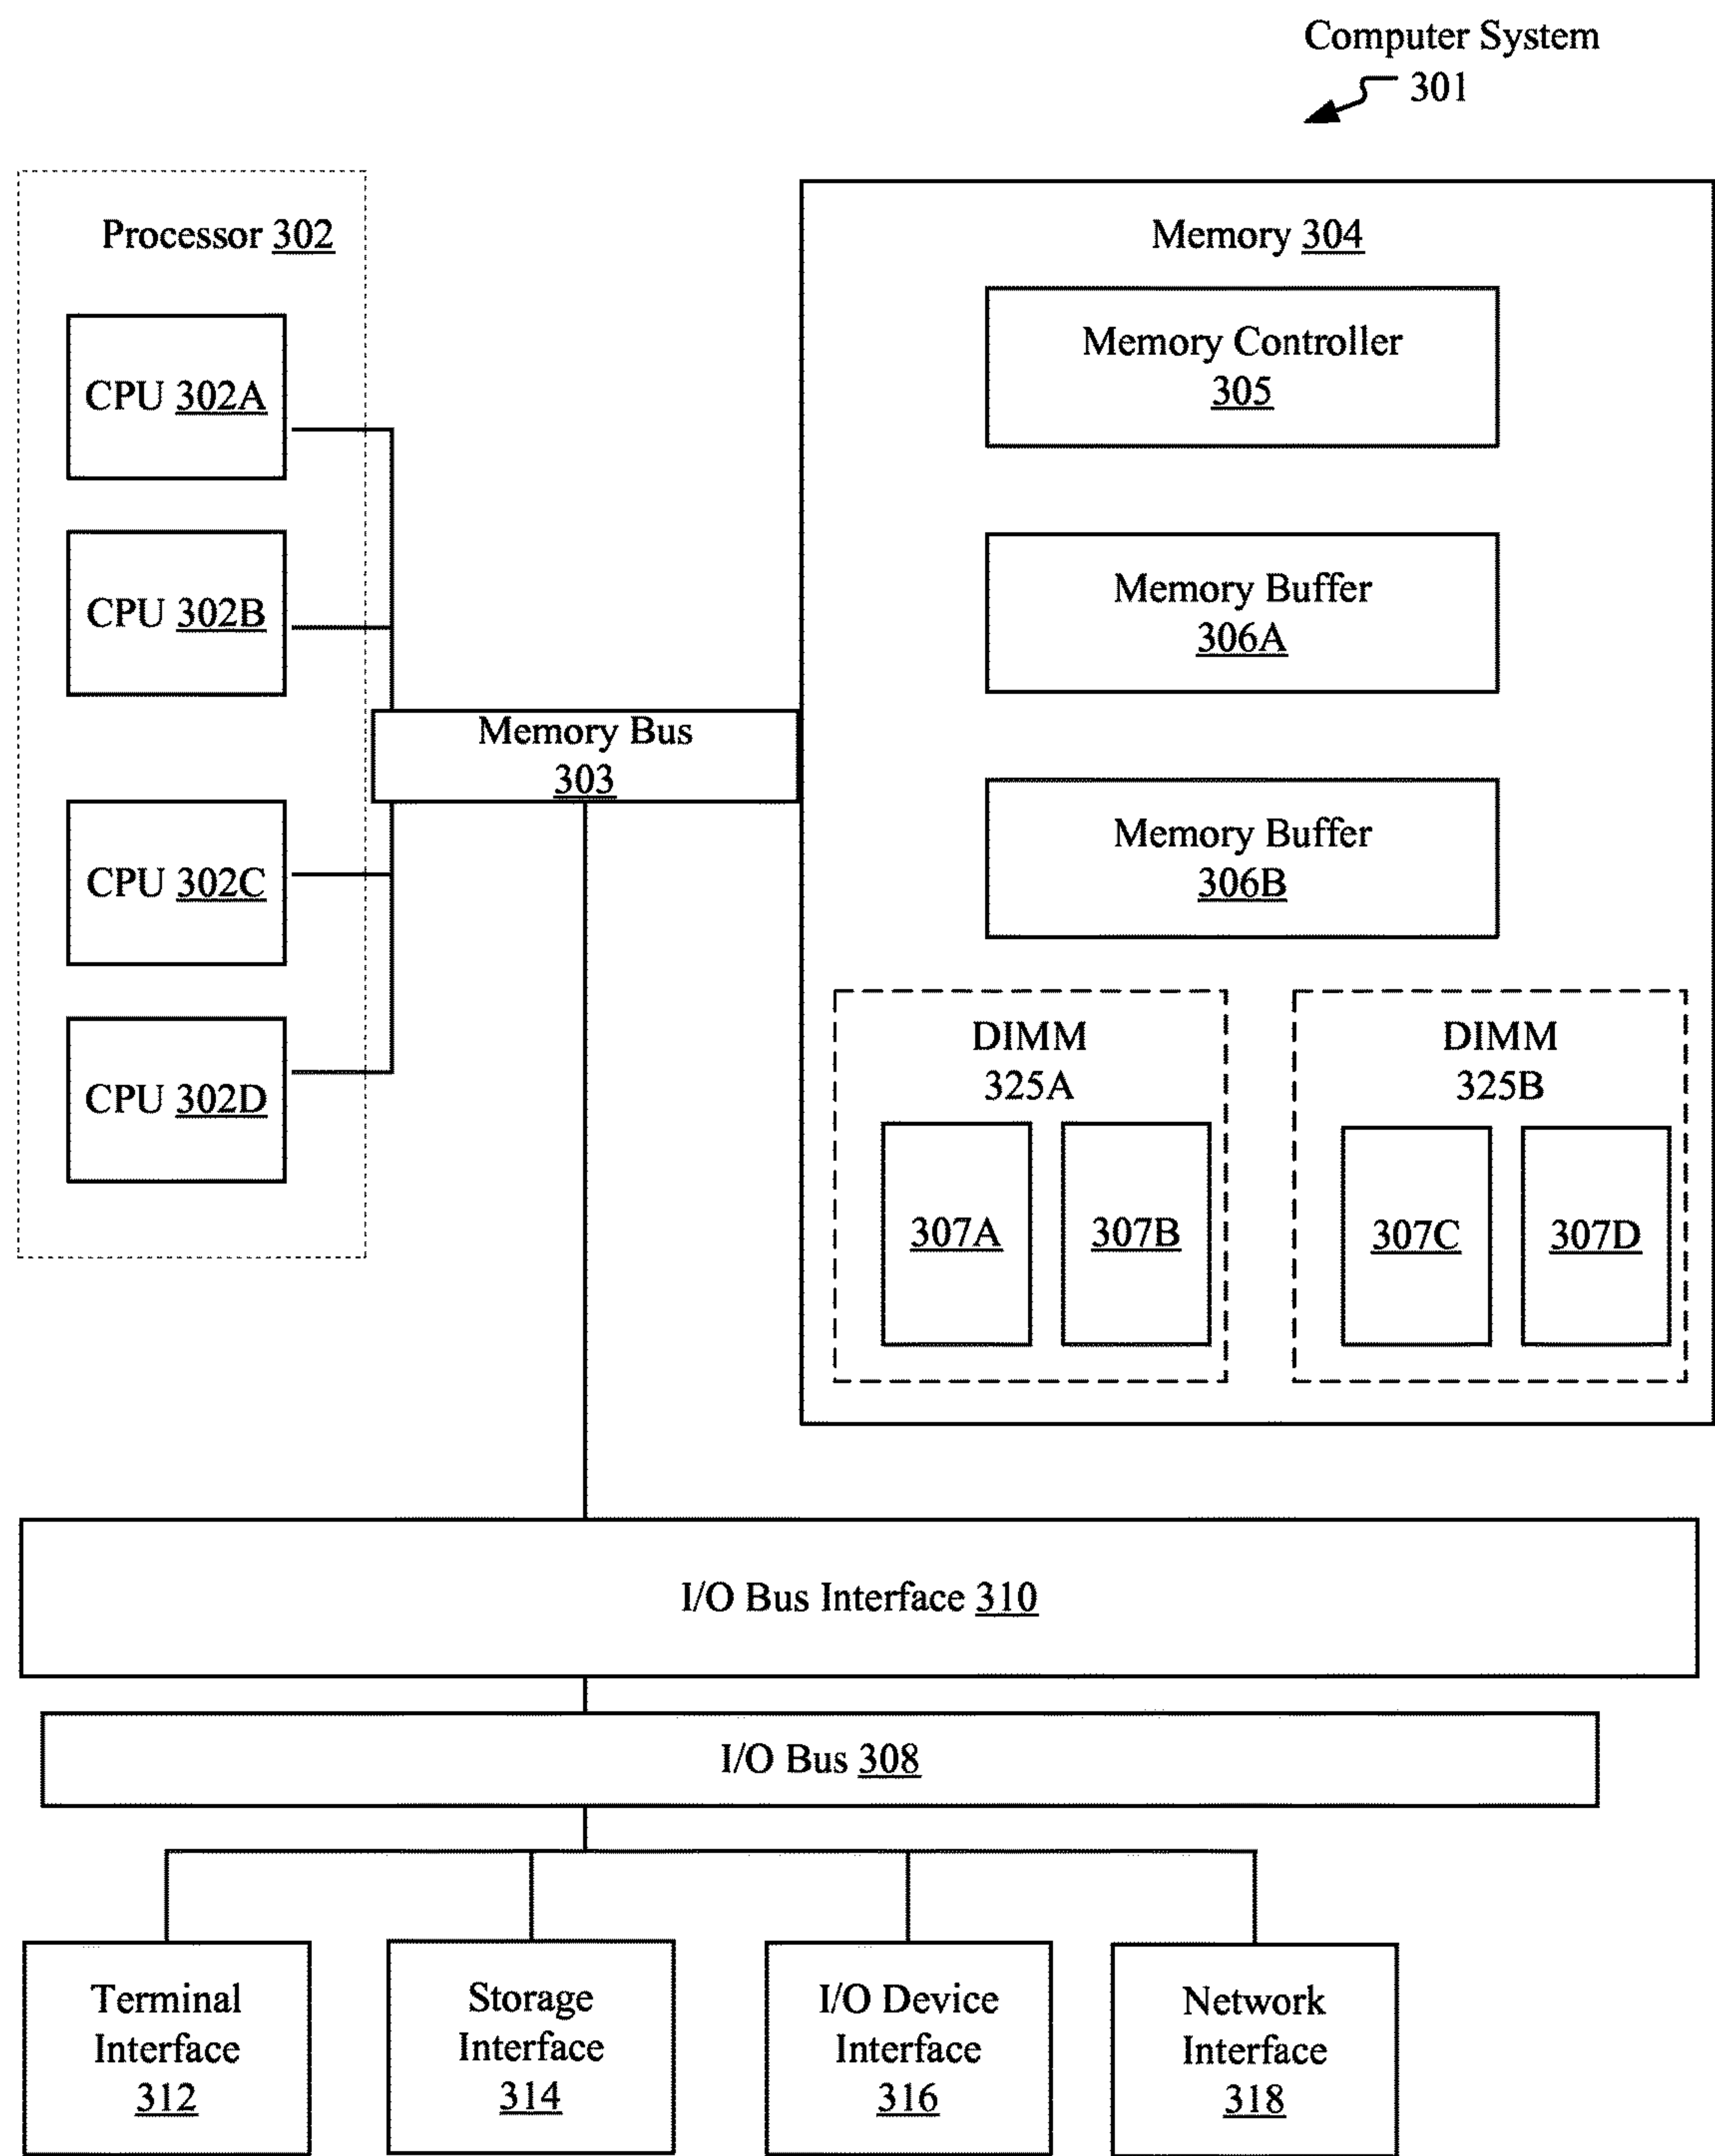 Computer System
301
Processor 302
CPU 302A
CPU 302B
CPU 302C
CPU 302D
Memory Bus
303
Memory 304
Memory Controller
305
Memory Buffer
306A
Memory Buffer
306B
DIMM
325A
307A
307B
DIMM
325B
307C
307D
I/O Bus Interface 310
I/O Bus 308
Terminal
Interface
312
Storage
Interface
314
I/O Device
Interface
316
Network
Interface
318